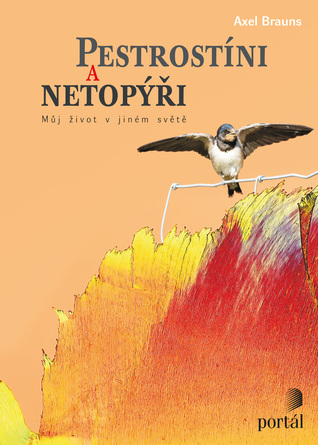 Axel Brauns
PESTROSTÍNI
A
NETOPÝŘI
Můj život v jiném světě
portál